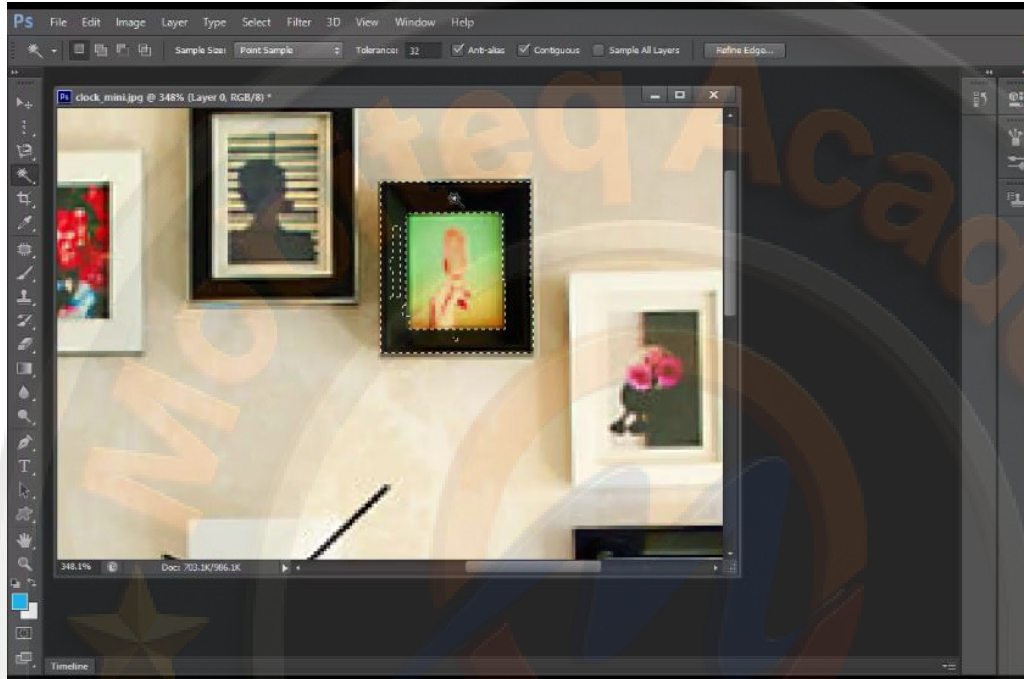 Ps File Edit Image Layer Type Select Filter 3D View Window Help
Sample Size: Point Sample Tolerance: 32 Anti-alias Contiguous Sample All Layers Refine Edge...
Ps clock_mini.jpg @ 348% (Layer 0, RGB/8) *
348.1% Doc: 703.1K/986.1K
Timeline